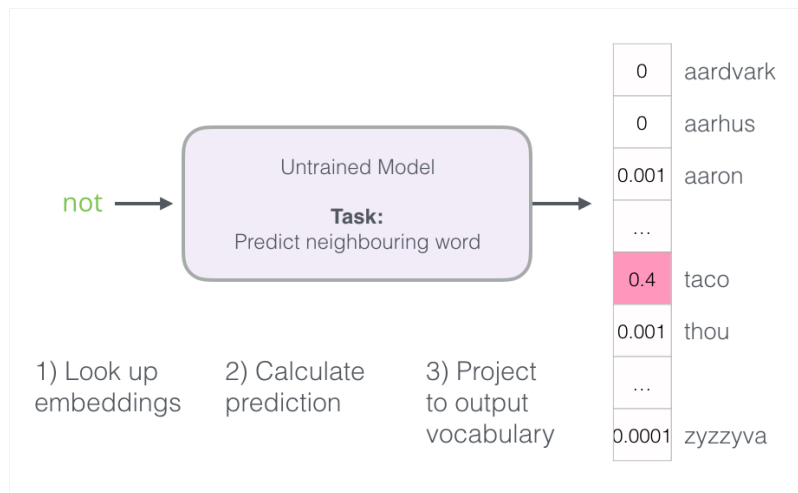 0 aardvark
0 aarhus
0.001 aaron
...
0.4 taco
0.001 thou
...
0.0001 zyzzyva
not
Untrained Model
Task:
Predict neighbouring word
1) Look up
embeddings
2) Calculate
prediction
3) Project
to output
vocabulary